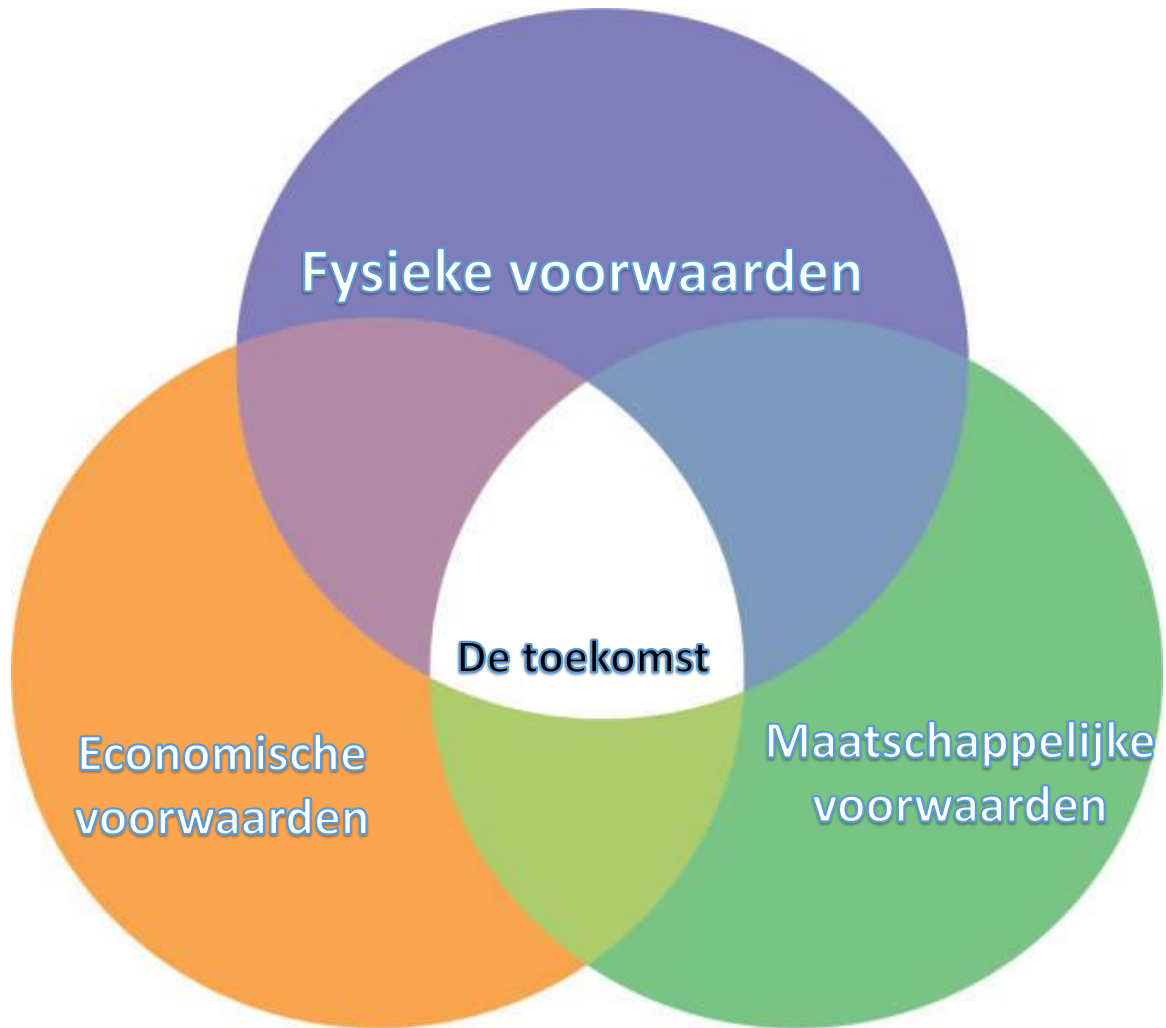 Fysieke voorwaarden
De toekomst
Economische
voorwaarden
Maatschappelijke
voorwaarden